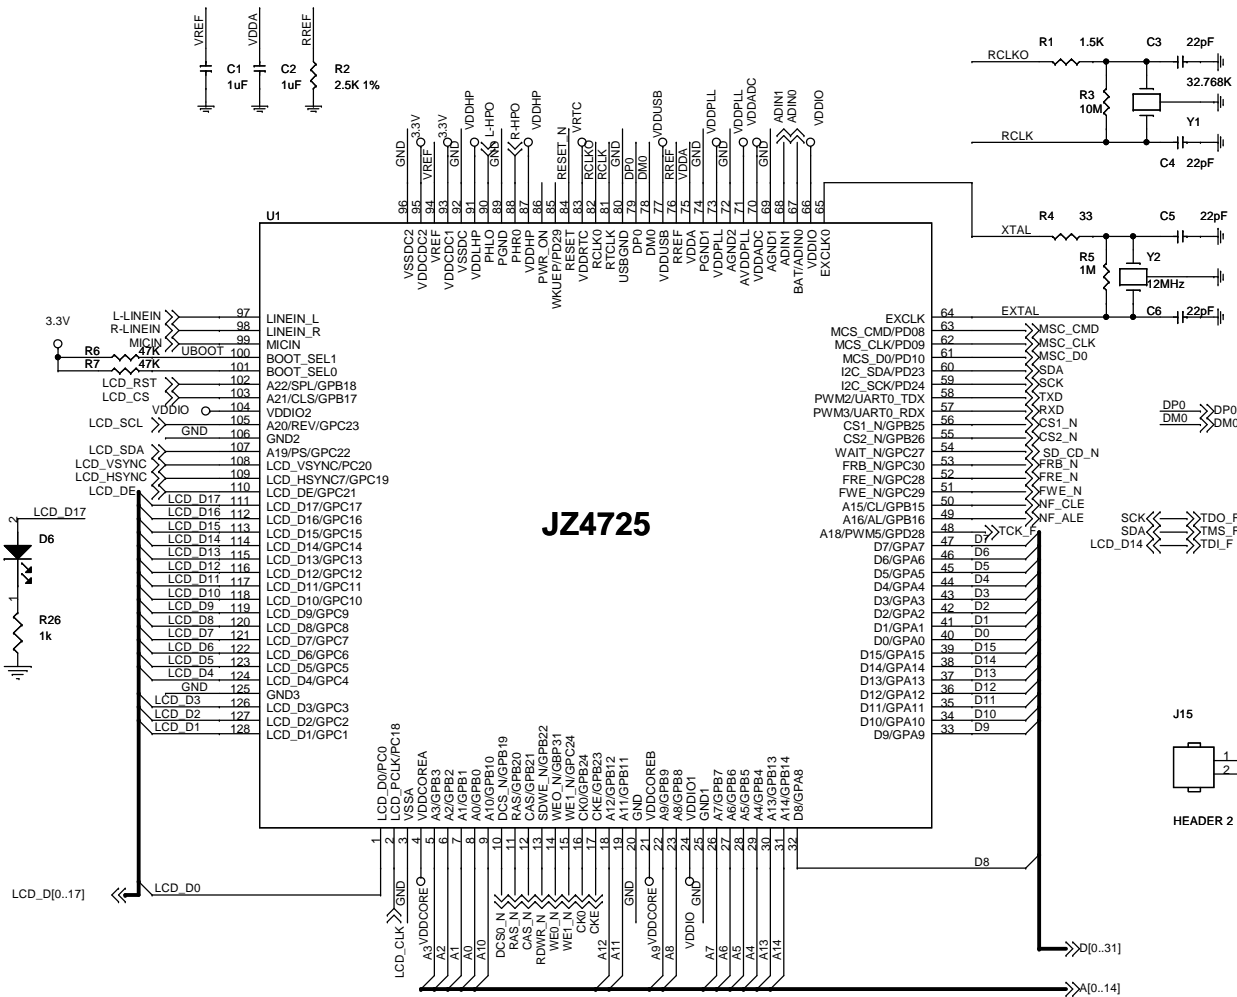 VREF
VDDA
RREF
C1
1uF
C2
1uF
R2
2.5K 1%
RCLKO
R1
1.5K
C3
22pF
32.768K
R3
10M
RCLK
Y1
C4
22pF
XTAL
R4
33
C5
22pF
R5
1M
Y2
12MHz
EXTAL
C6
22pF
GND
3.3V
VREF
3.3V
GND
VDDHP
L-HPO
GND
R-HPO
VDDHP
RESET_N
VRTC
RCLKO
RCLK
GND
DP0
DM0
VDDUSB
RREF
VDDA
GND
VDDPLL
GND
VDDPLL
VDDADC
GND
ADIN1
ADIN0
VDDIO
U1
96 VSSDC2
95 VDDCDC2
94 VREF
93 VDDCDC1
92 VSSDC
91 VDDLHP
90 PHLO
89 PGND
88 PHR0
87 VDDHP
86 PWR_ON
85 WKUEP/PD29
84 RESET
83 VDDRTC
82 RCLK0
81 RTCLK
80 USBGND
79 DP0
78 DM0
77 VDDUSB
76 RREF
75 VDDA
74 PGND1
73 VDDPLL
72 AGND2
71 AVDDPLL
70 VDDADC
69 AGND1
68 ADIN1
67 BAT/ADIN0
66 VDDIO
65 EXCLK0
3.3V
L-LINEIN 97 LINEIN_L
R-LINEIN 98 LINEIN_R
MICIN 99 MICIN
R6 47K UBOOT 100 BOOT_SEL1
R7 47K 101 BOOT_SEL0
LCD_RST 102 A22/SPL/GPB18
LCD_CS 103 A21/CLS/GPB17
VDDIO 104 VDDIO2
LCD_SCL 105 A20/REV/GPC23
GND 106 GND2
LCD_SDA 107 A19/PS/GPC22
LCD_VSYNC 108 LCD_VSYNC/PC20
LCD_HSYNC 109 LCD_HSYNC7/GPC19
LCD_DE 110 LCD_DE/GPC21
LCD_D17 111 LCD_D17/GPC17
LCD_D16 112 LCD_D16/GPC16
LCD_D15 113 LCD_D15/GPC15
LCD_D14 114 LCD_D14/GPC14
LCD_D13 115 LCD_D13/GPC13
LCD_D12 116 LCD_D12/GPC12
LCD_D11 117 LCD_D11/GPC11
LCD_D10 118 LCD_D10/GPC10
LCD_D9 119 LCD_D9/GPC9
LCD_D8 120 LCD_D8/GPC8
LCD_D7 121 LCD_D7/GPC7
LCD_D6 122 LCD_D6/GPC6
LCD_D5 123 LCD_D5/GPC5
LCD_D4 124 LCD_D4/GPC4
GND 125 GND3
LCD_D3 126 LCD_D3/GPC3
LCD_D2 127 LCD_D2/GPC2
LCD_D1 128 LCD_D1/GPC1
2
LCD_D17
D6
1
R26
1k
JZ4725
EXCLK 64
MCS_CMD/PD08 63 MSC_CMD
MCS_CLK/PD09 62 MSC_CLK
MCS_D0/PD10 61 MSC_D0
I2C_SDA/PD23 60 SDA
I2C_SCK/PD24 59 SCK
PWM2/UART0_TDX 58 TXD
PWM3/UART0_RDX 57 RXD
CS1_N/GPB25 56 CS1_N
CS2_N/GPB26 55 CS2_N
WAIT_N/GPC27 54 SD_CD_N
FRB_N/GPC30 53 FRB_N
FRE_N/GPC28 52 FRE_N
FWE_N/GPC29 51 FWE_N
A15/CL/GPB15 50 NF_CLE
A16/AL/GPB16 49 NF_ALE
A18/PWM5/GPD28 48 TCK_F
D7/GPA7 47 D7
D6/GPA6 46 D6
D5/GPA5 45 D5
D4/GPA4 44 D4
D3/GPA3 43 D3
D2/GPA2 42 D2
D1/GPA1 41 D1
D0/GPA0 40 D0
D15/GPA15 39 D15
D14/GPA14 38 D14
D13/GPA13 37 D13
D12/GPA12 36 D12
D11/GPA11 35 D11
D10/GPA10 34 D10
D9/GPA9 33 D9
DP0 DP0
DM0 DM0
SCK TDO_F
SDA TMS_F
LCD_D14 TDI_F
J15
1
2
HEADER 2
LCD_D0/PC0 1
LCD_PCLK/PC18 2
VSSA 3
VDDCOREA 4
A3/GPB3 5
A2/GPB2 6
A1/GPB1 7
A0/GPB0 8
A10/GPB10 9
DCS_N/GPB19 10
RAS/GPB20 11
CAS/GPB21 12
SDWE_N/GPB22 13
WEO_N/GBP31 14
WE1_N/GPC24 15
CK0/GPB24 16
CKE/GPB23 17
A12/GPB12 18
A11/GPB11 19
GND 20
VDDCOREB 21
A9/GPB9 22
A8/GPB8 23
VDDIO1 24
GND1 25
A7/GPB7 26
A6/GPB6 27
A5/GPB5 28
A4/GPB4 29
A13/GPB13 30
A14/GPB14 31
D8/GPA8 32
LCD_D[0..17]
LCD_D0
LCD_CLK
GND
VDDCORE
A3
A2
A1
A0
A10
DCS0_N
RAS_N
CAS_N
RDWR_N
WE0_N
WE1_N
CK0
CKE
A12
A11
GND
VDDCORE
A9
A8
VDDIO
GND
A7
A6
A5
A4
A13
A14
D8
D[0..31]
A[0..14]